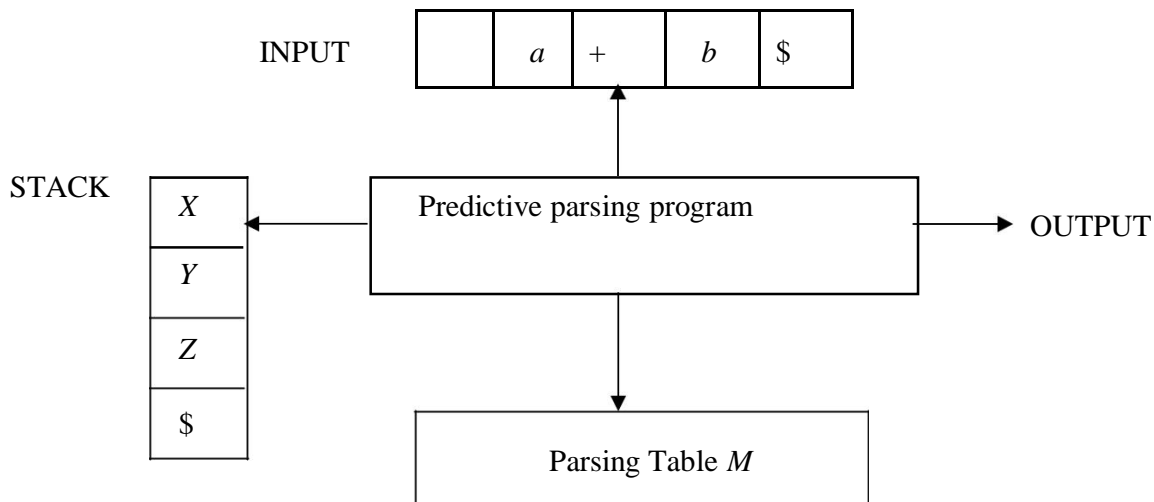 INPUT a + b $
STACK
X
Predictive parsing program
OUTPUT
Y
Z
$
Parsing Table M